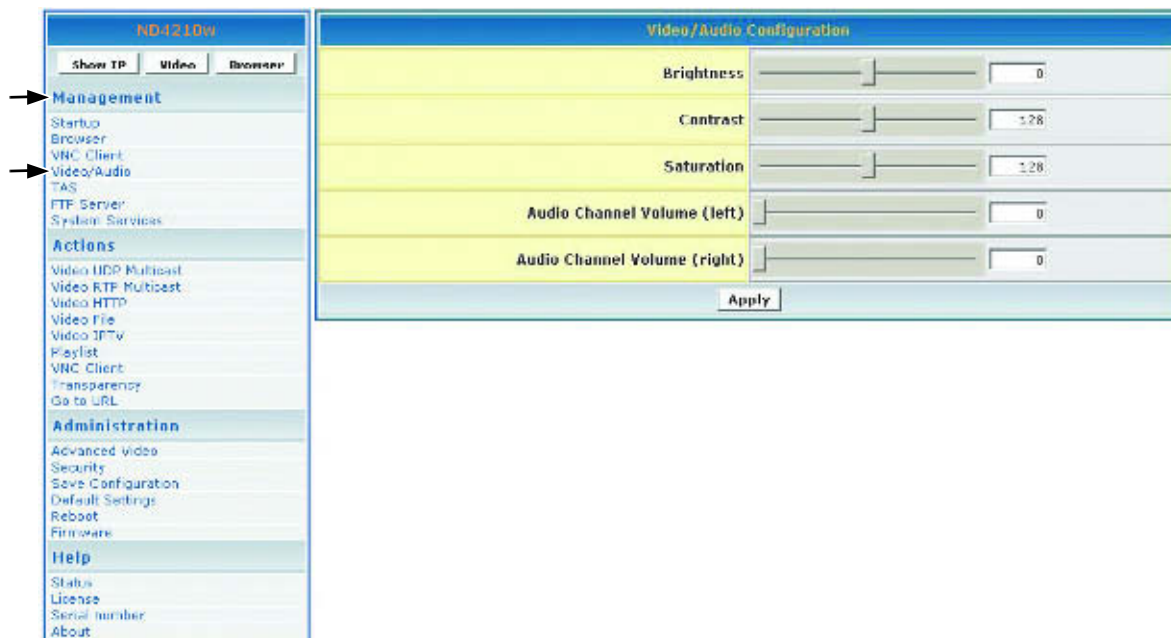 ND4210w
Show IP Video Browser
Management
Startup
Browser
VNC Client
Video/Audio
TAS
FTP Server
System Services
Actions
Video UDP Multicast
Video RTP Multicast
Video HTTP
Video File
Video IPTV
Playlist
VNC Client
Transparency
Go to URL
Administration
Advanced Video
Security
Save Configuration
Default Settings
Reboot
Firmware
Help
Status
License
Serial number
About
Video/Audio Configuration
Brightness 0
Contrast 128
Saturation 128
Audio Channel Volume (left) 0
Audio Channel Volume (right) 0
Apply